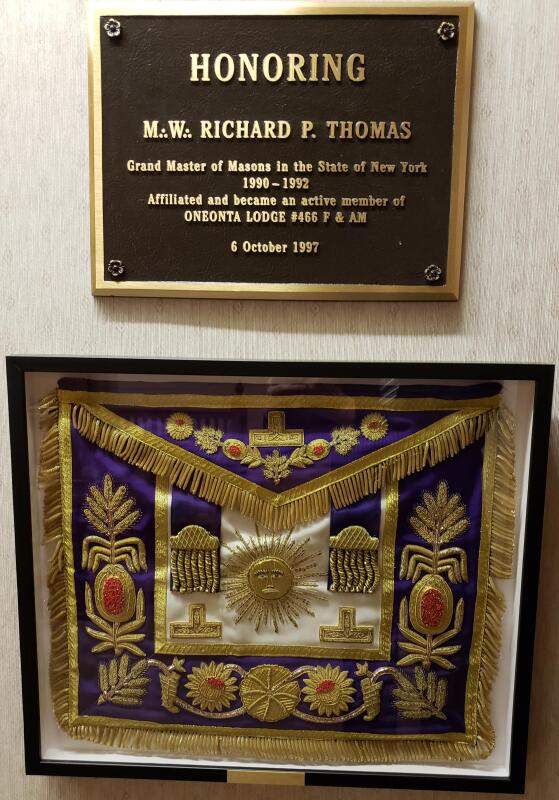 HONORING
M∴W∴ RICHARD P. THOMAS
Grand Master of Masons in the State of New York
1990 – 1992
Affiliated and became an active member of
ONEONTA LODGE #466 F & AM
6 October 1997